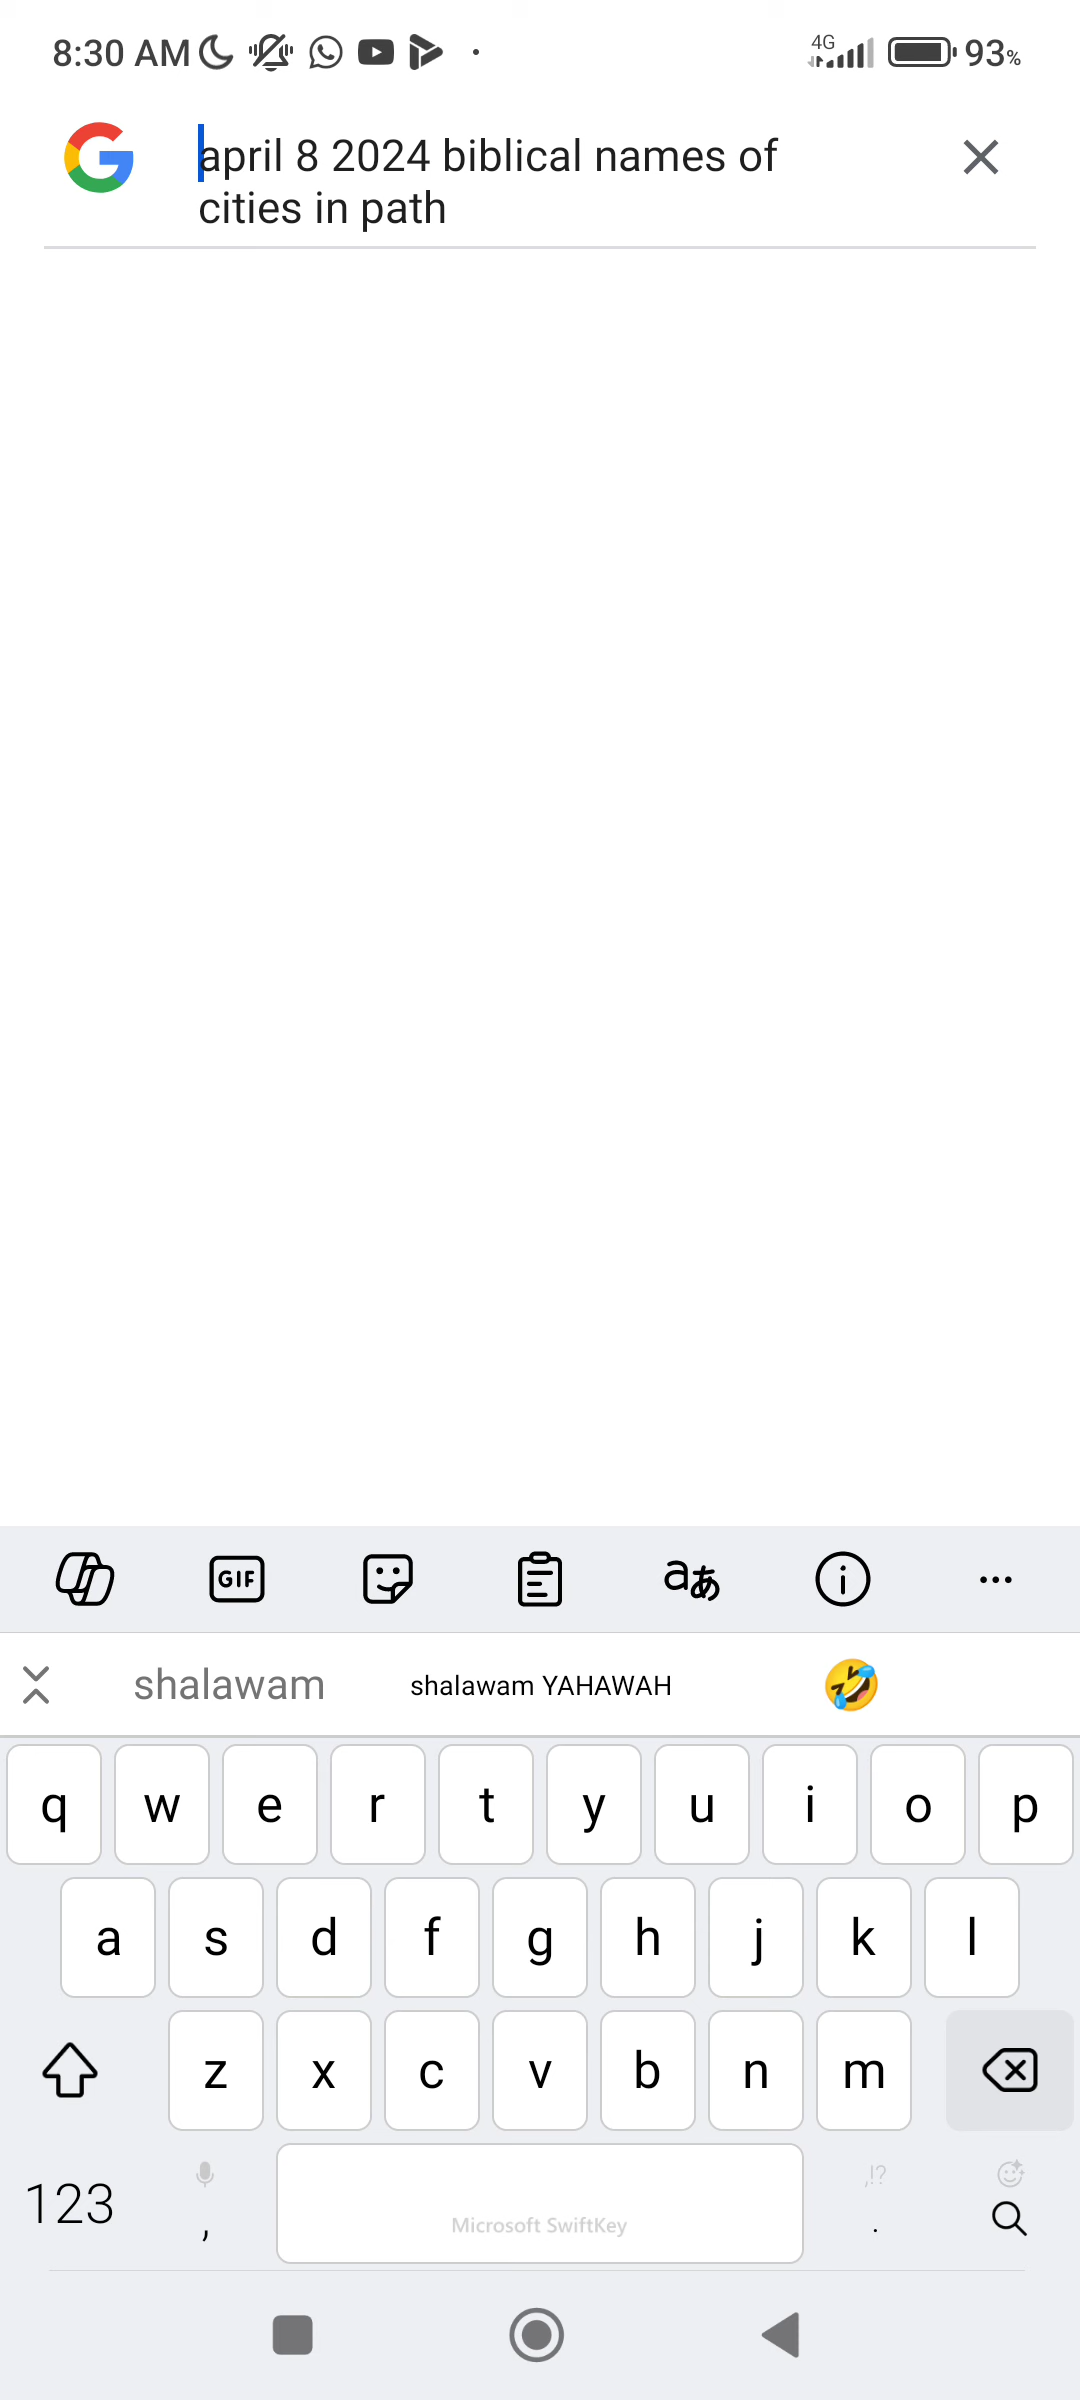 8:30 AM 4G 93%
april 8 2024 biblical names of
cities in path
GIF aあ
shalawam shalawam YAHAWAH
q w e r t y u i o p
a s d f g h j k l
z x c v b n m
123 , Microsoft SwiftKey ,!? .